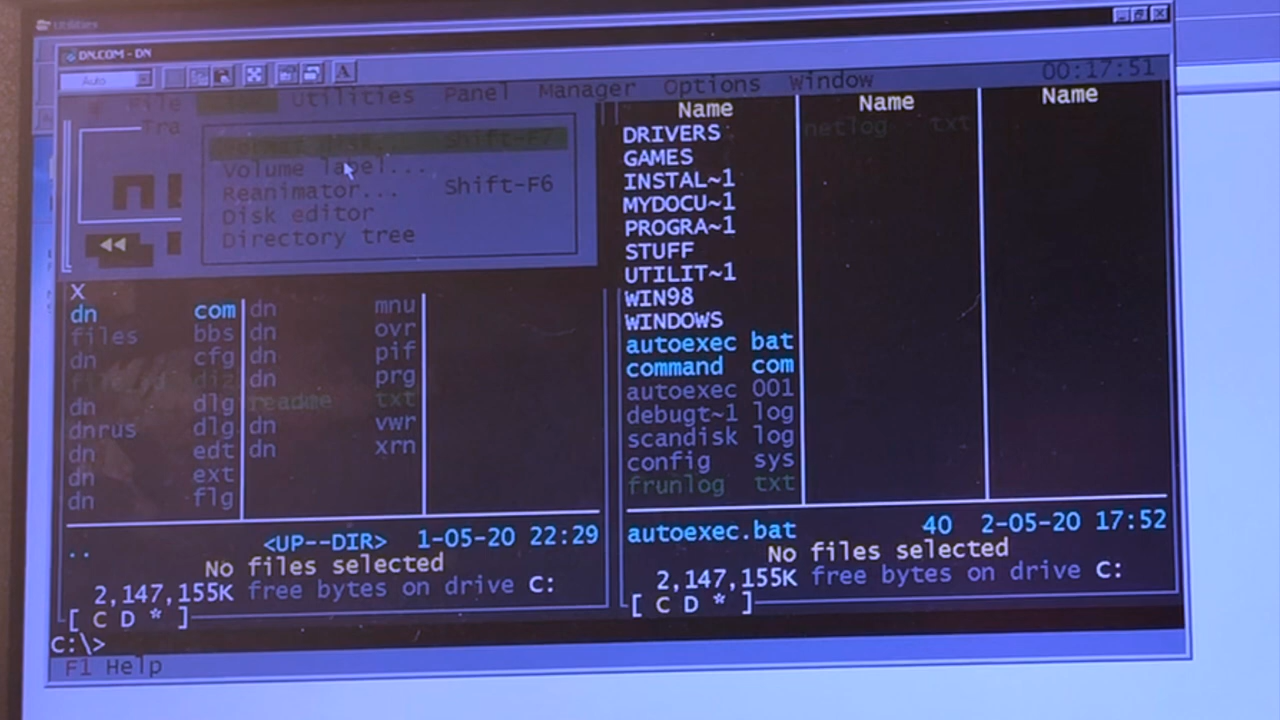 Utilities
DN.COM - DN
Auto
A
File Utilities Panel Manager Options Window 00:17:51
Tra
Format disk... Shift-F7
Volume label...
Reanimator... Shift-F6
Disk editor
Directory tree
X
dn com dn mnu
files bbs dn ovr
dn cfg dn pif
diz dn prg
dn dlg readme txt
dnrus dlg dn vwr
dn edt dn xrn
dn ext
dn flg
.. <UP--DIR> 1-05-20 22:29
No files selected
2,147,155K free bytes on drive C:
[ C D * ]
Name Name Name
DRIVERS netlog txt
GAMES
INSTAL~1
MYDOCU~1
PROGRA~1
STUFF
UTILIT~1
WIN98
WINDOWS
autoexec bat
command com
autoexec 001
debugt~1 log
scandisk log
config sys
frunlog txt
autoexec.bat 40 2-05-20 17:52
No files selected
2,147,155K free bytes on drive C:
[ C D * ]
C:\>
F1 Help